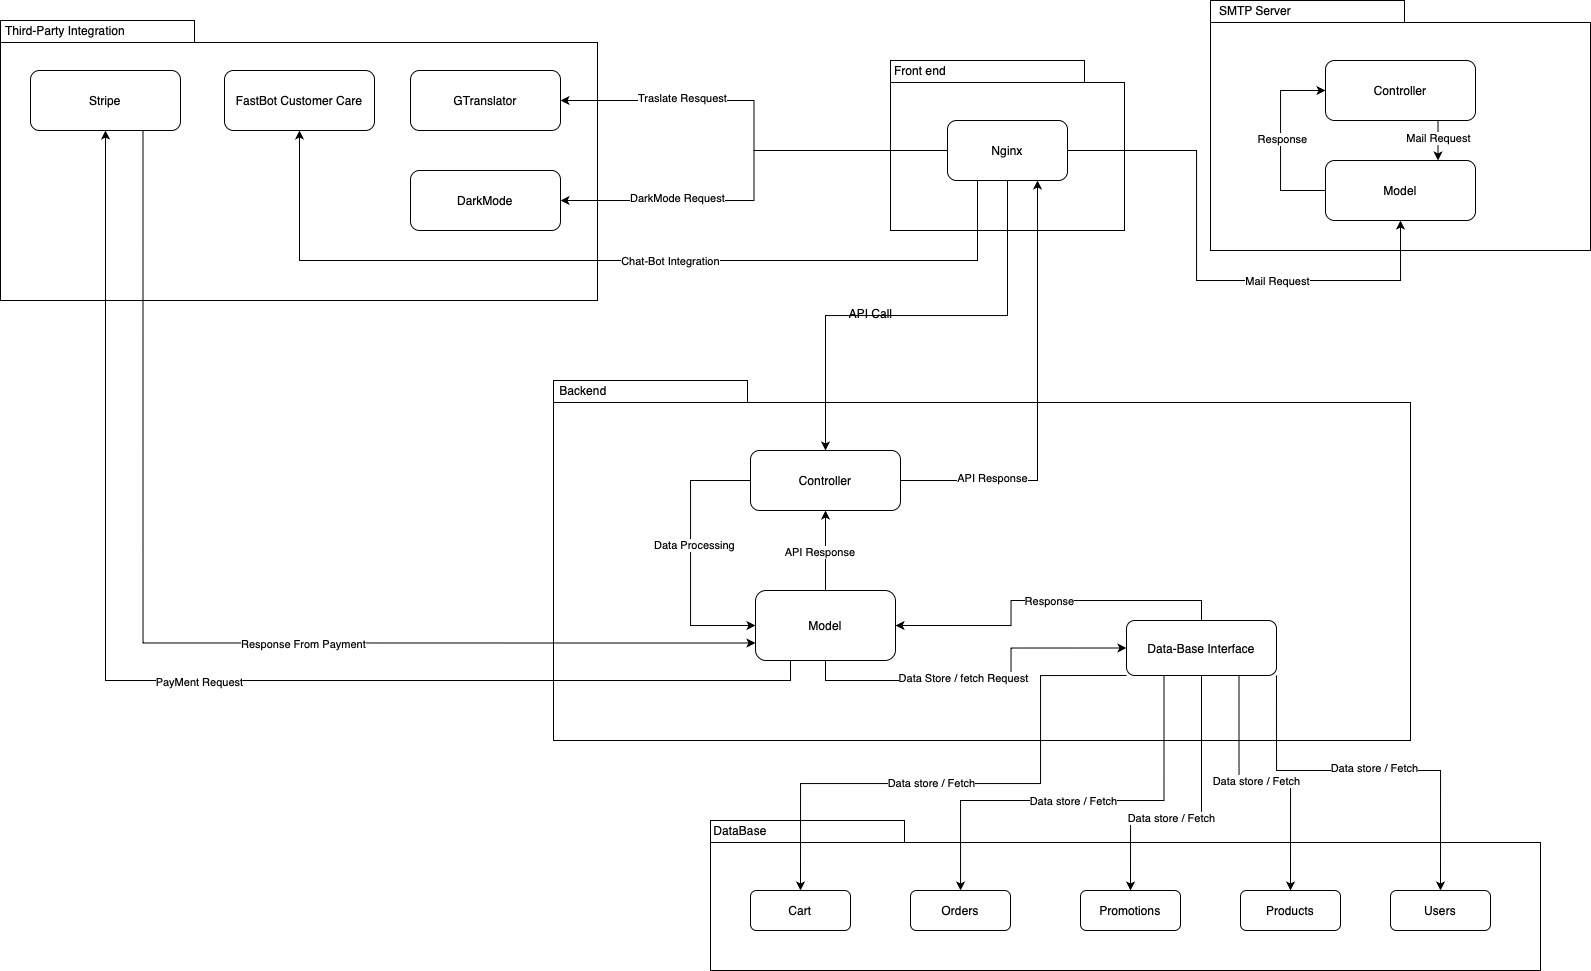 SMTP Server
Third-Party Integration
Front end
Stripe
FastBot Customer Care
GTranslator
Traslate Resquest
Controller
Nginx
Response
Mail Request
DarkMode
DarkMode Request
Model
Chat-Bot Integration
Mail Request
API Call
Backend
Controller
API Response
Data Processing
API Response
Response
Model
Response From Payment
Data-Base Interface
PayMent Request
Data Store / fetch Request
Data store / Fetch
Data store / Fetch
Data store / Fetch
Data store / Fetch
Data store / Fetch
DataBase
Cart
Orders
Promotions
Products
Users